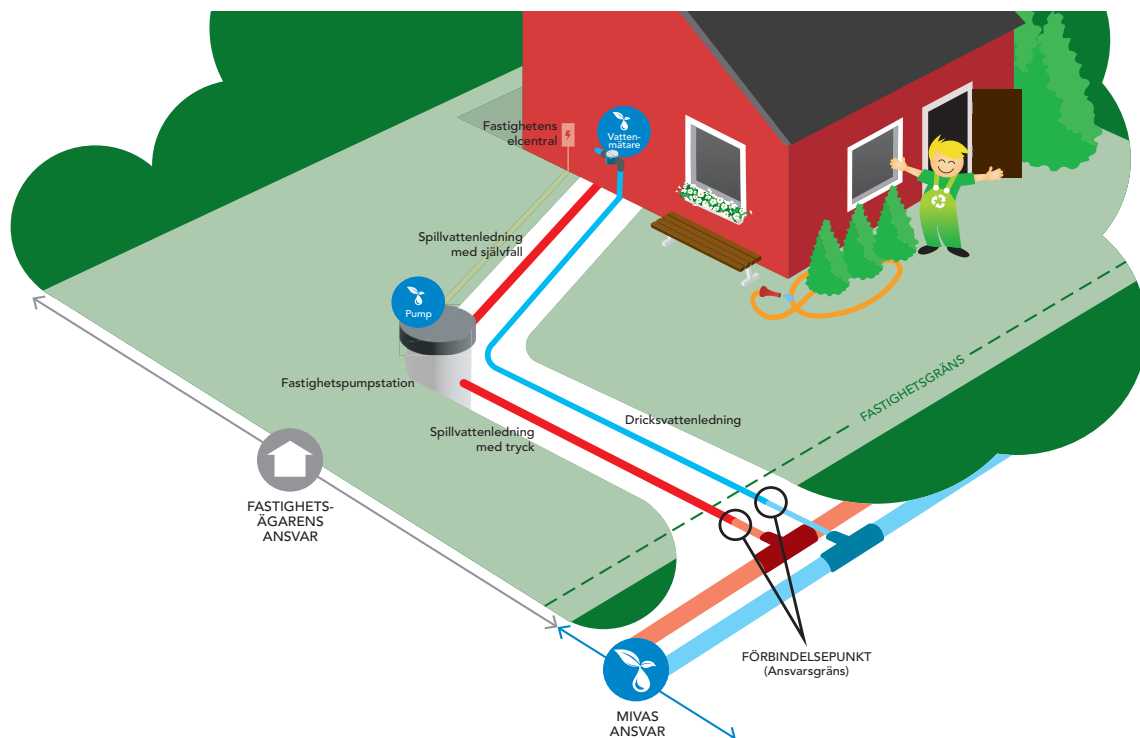 Fastighetens
elcentral
Vatten-
mätare
Spillvattenledning
med självfall
Pump
Fastighetspumpstation
Spillvattenledning
med tryck
Dricksvattenledning
FASTIGHETSGRÄNS
FASTIGHETS-
ÄGARENS
ANSVAR
FÖRBINDELSEPUNKT
(Ansvarsgräns)
MIVAS
ANSVAR